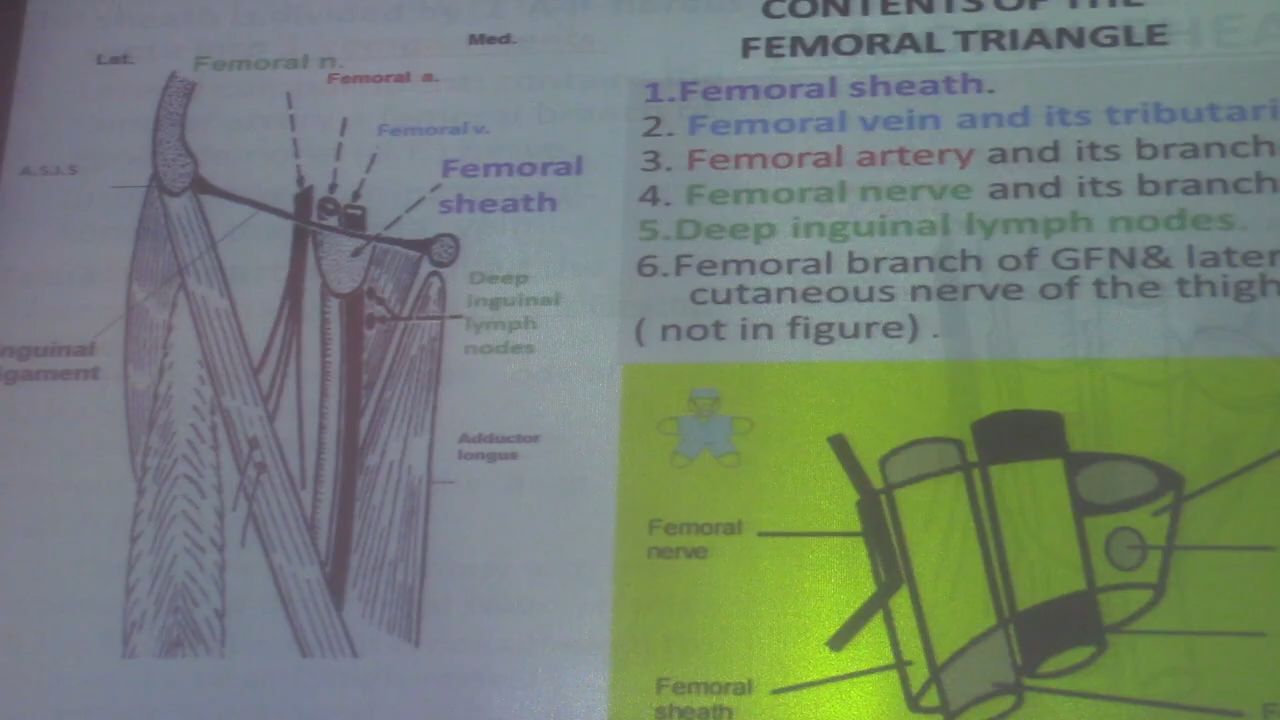 Lat.
Med.
Femoral n.
Femoral a.
Femoral v.
A.S.I.S
Femoral
sheath
Deep
inguinal
lymph
nodes
nguinal
igament
Adductor
longus
CONTENTS OF THE
FEMORAL TRIANGLE
1.Femoral sheath.
2. Femoral vein and its tributari
3. Femoral artery and its branch
4. Femoral nerve and its branch
5.Deep inguinal lymph nodes.
6.Femoral branch of GFN& later
cutaneous nerve of the thigh
( not in figure) .
Femoral
nerve
Femoral
sheath